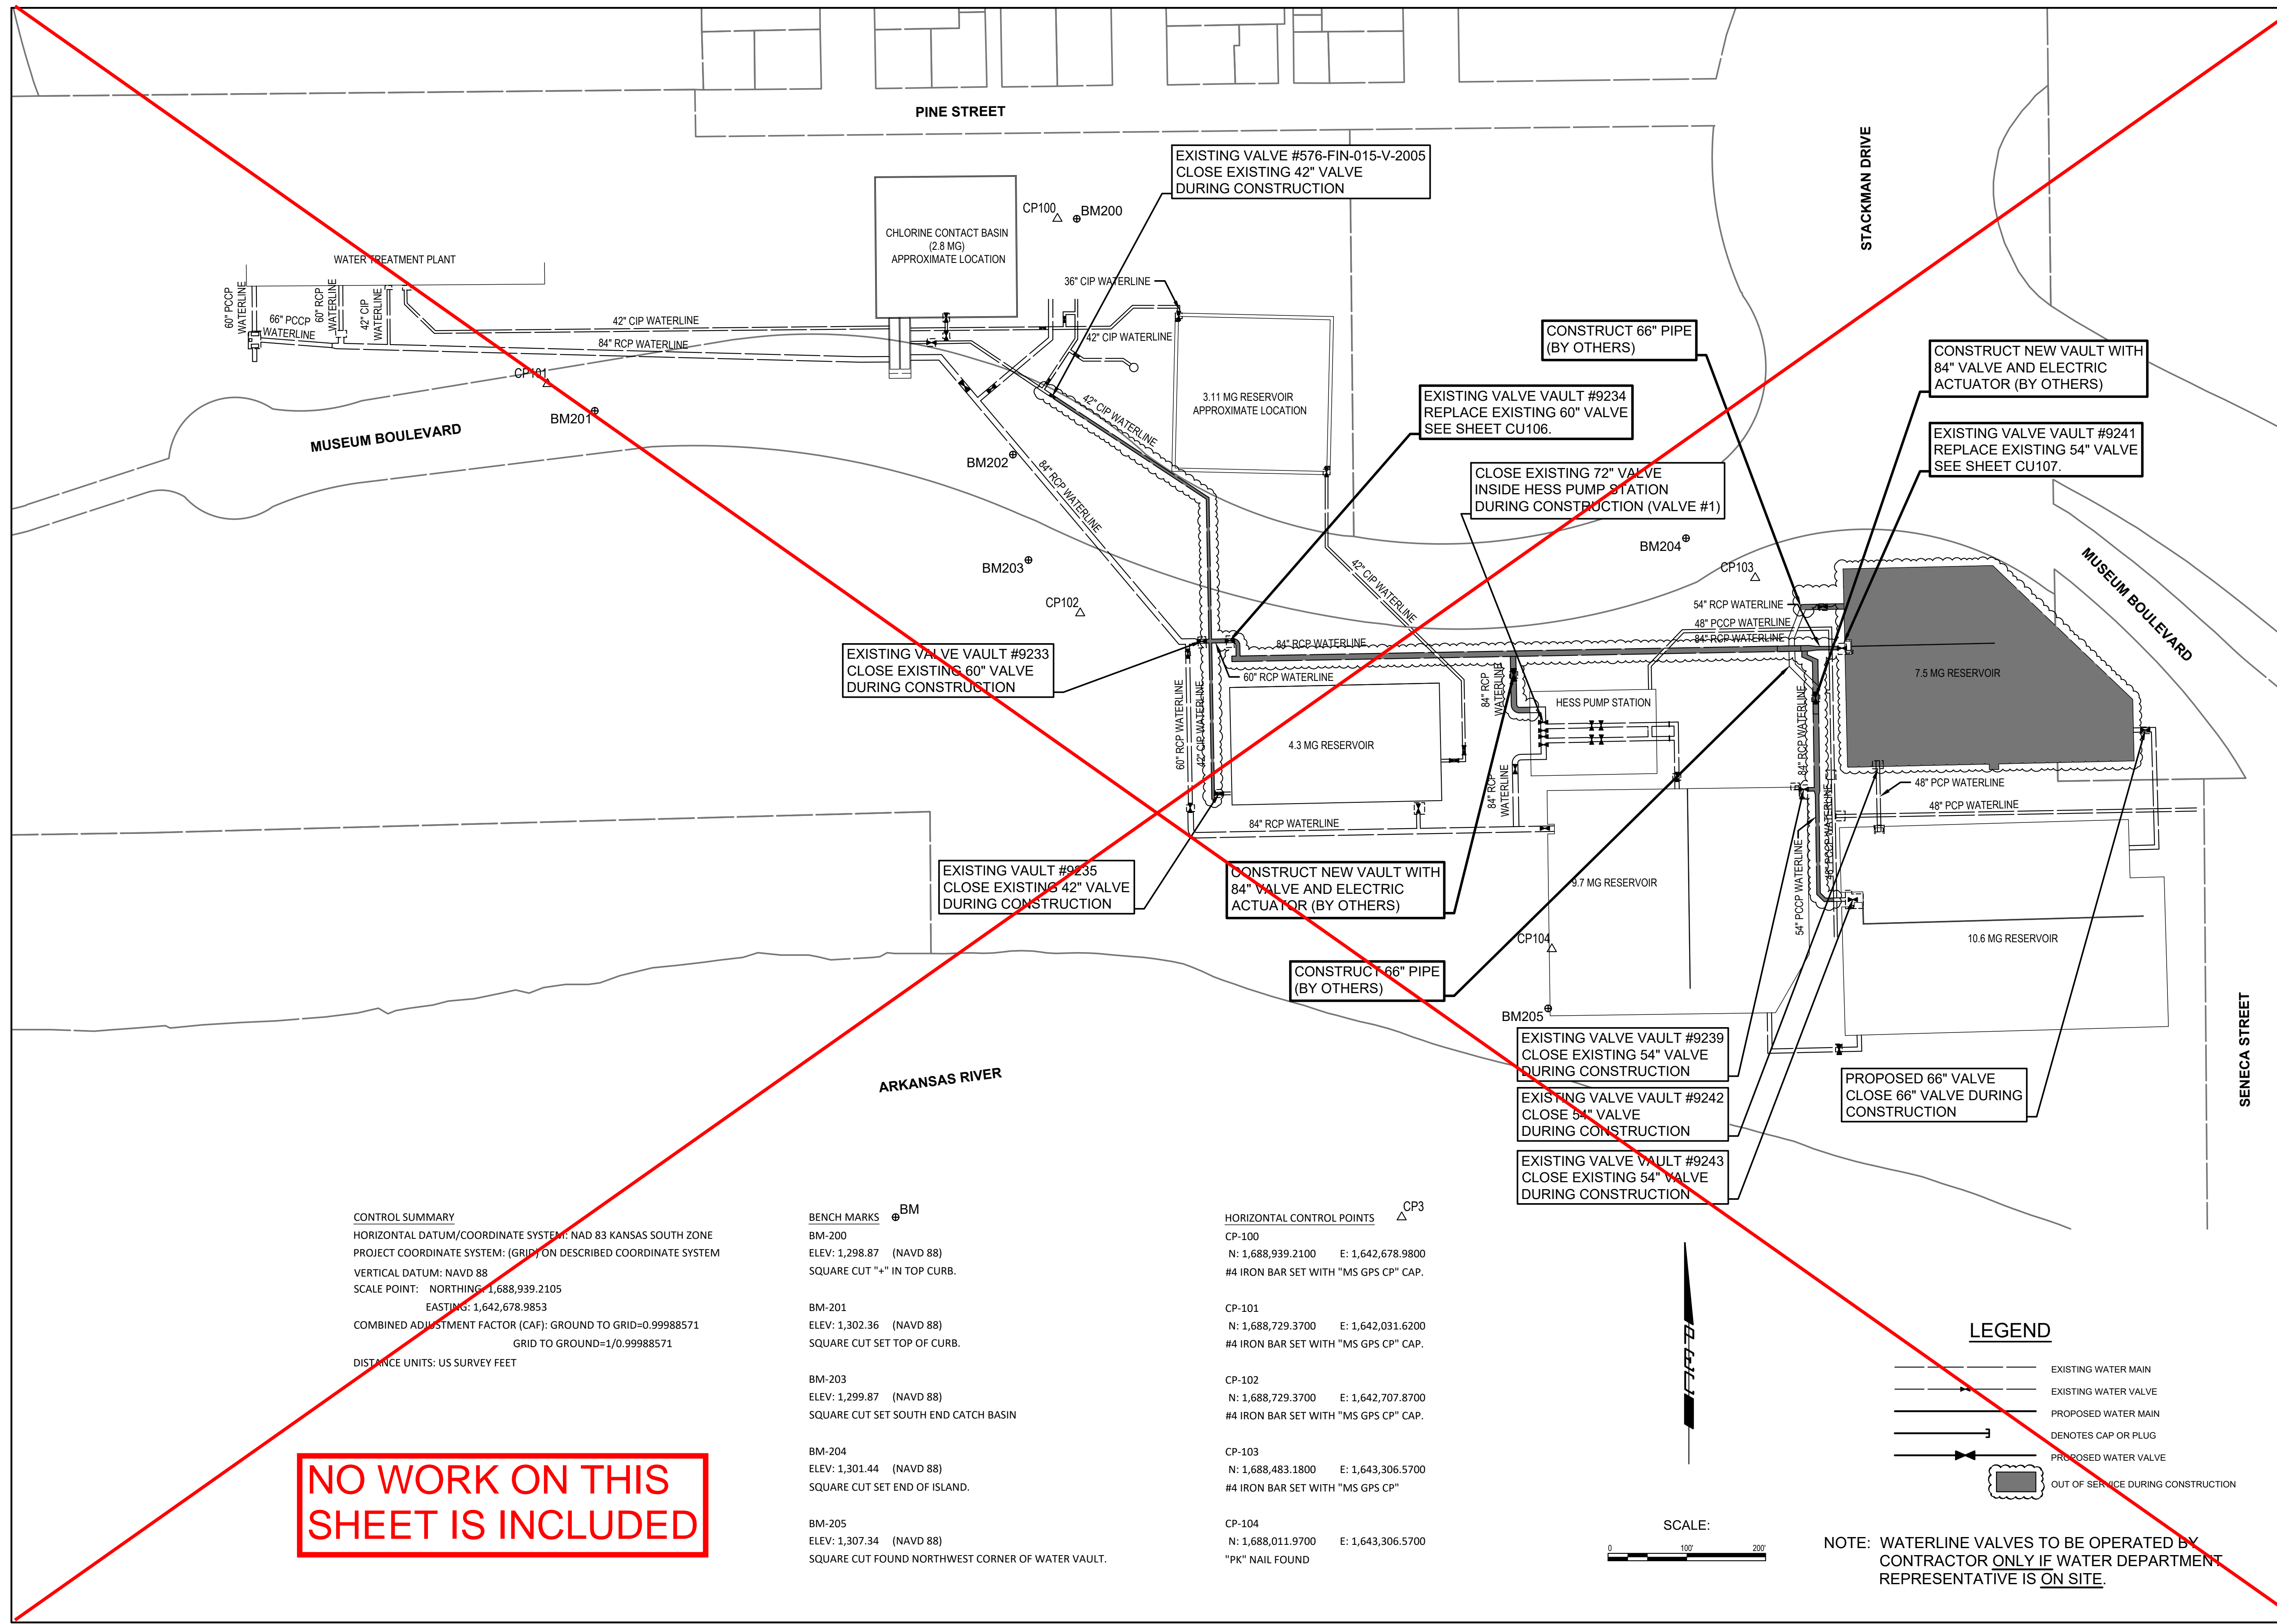 PINE STREET
STACKMAN DRIVE
EXISTING VALVE #576-FIN-015-V-2005
CLOSE EXISTING 42" VALVE
DURING CONSTRUCTION
CP100
BM200
CHLORINE CONTACT BASIN
(2.8 MG)
APPROXIMATE LOCATION
WATER TREATMENT PLANT
60" PCCP
WATERLINE
66" PCCP
WATERLINE
60" RCP
WATERLINE
42" CIP
WATERLINE
42" CIP WATERLINE
84" RCP WATERLINE
36" CIP WATERLINE
42" CIP WATERLINE
CP101
BM201
MUSEUM BOULEVARD
3.11 MG RESERVOIR
APPROXIMATE LOCATION
42" CIP WATERLINE
84" RCP WATERLINE
BM202
BM203
CP102
CONSTRUCT 66" PIPE
(BY OTHERS)
CONSTRUCT NEW VAULT WITH
84" VALVE AND ELECTRIC
ACTUATOR (BY OTHERS)
EXISTING VALVE VAULT #9234
REPLACE EXISTING 60" VALVE
SEE SHEET CU106.
EXISTING VALVE VAULT #9241
REPLACE EXISTING 54" VALVE
SEE SHEET CU107.
CLOSE EXISTING 72" VALVE
INSIDE HESS PUMP STATION
DURING CONSTRUCTION (VALVE #1)
BM204
CP103
MUSEUM BOULEVARD
42" CIP WATERLINE
54" RCP WATERLINE
48" PCCP WATERLINE
84" RCP WATERLINE
84" RCP WATERLINE
EXISTING VALVE VAULT #9233
CLOSE EXISTING 60" VALVE
DURING CONSTRUCTION
60" RCP WATERLINE
60" RCP WATERLINE
42" CIP WATERLINE
84" RCP
WATERLINE
HESS PUMP STATION
7.5 MG RESERVOIR
4.3 MG RESERVOIR
84" RCP WATERLINE
84" RCP
WATERLINE
48" PCP WATERLINE
48" PCP WATERLINE
84" RCP WATERLINE
48" PCCP WATERLINE
54" PCCP WATERLINE
EXISTING VAULT #9235
CLOSE EXISTING 42" VALVE
DURING CONSTRUCTION
CONSTRUCT NEW VAULT WITH
84" VALVE AND ELECTRIC
ACTUATOR (BY OTHERS)
9.7 MG RESERVOIR
CP104
10.6 MG RESERVOIR
CONSTRUCT 66" PIPE
(BY OTHERS)
BM205
EXISTING VALVE VAULT #9239
CLOSE EXISTING 54" VALVE
DURING CONSTRUCTION
EXISTING VALVE VAULT #9242
CLOSE 54" VALVE
DURING CONSTRUCTION
EXISTING VALVE VAULT #9243
CLOSE EXISTING 54" VALVE
DURING CONSTRUCTION
PROPOSED 66" VALVE
CLOSE 66" VALVE DURING
CONSTRUCTION
SENECA STREET
ARKANSAS RIVER
CONTROL SUMMARY
HORIZONTAL DATUM/COORDINATE SYSTEM: NAD 83 KANSAS SOUTH ZONE
PROJECT COORDINATE SYSTEM: (GRID) ON DESCRIBED COORDINATE SYSTEM
VERTICAL DATUM: NAVD 88
SCALE POINT: NORTHING: 1,688,939.2105
EASTING: 1,642,678.9853
COMBINED ADJUSTMENT FACTOR (CAF): GROUND TO GRID=0.99988571
GRID TO GROUND=1/0.99988571
DISTANCE UNITS: US SURVEY FEET
NO WORK ON THIS
SHEET IS INCLUDED
BENCH MARKS BM
BM-200
ELEV: 1,298.87 (NAVD 88)
SQUARE CUT "+" IN TOP CURB.
BM-201
ELEV: 1,302.36 (NAVD 88)
SQUARE CUT SET TOP OF CURB.
BM-203
ELEV: 1,299.87 (NAVD 88)
SQUARE CUT SET SOUTH END CATCH BASIN
BM-204
ELEV: 1,301.44 (NAVD 88)
SQUARE CUT SET END OF ISLAND.
BM-205
ELEV: 1,307.34 (NAVD 88)
SQUARE CUT FOUND NORTHWEST CORNER OF WATER VAULT.
HORIZONTAL CONTROL POINTS CP3
CP-100
N: 1,688,939.2100 E: 1,642,678.9800
#4 IRON BAR SET WITH "MS GPS CP" CAP.
CP-101
N: 1,688,729.3700 E: 1,642,031.6200
#4 IRON BAR SET WITH "MS GPS CP" CAP.
CP-102
N: 1,688,729.3700 E: 1,642,707.8700
#4 IRON BAR SET WITH "MS GPS CP" CAP.
CP-103
N: 1,688,483.1800 E: 1,643,306.5700
#4 IRON BAR SET WITH "MS GPS CP"
CP-104
N: 1,688,011.9700 E: 1,643,306.5700
"PK" NAIL FOUND
SCALE:
0 100' 200'
LEGEND
EXISTING WATER MAIN
EXISTING WATER VALVE
PROPOSED WATER MAIN
DENOTES CAP OR PLUG
PROPOSED WATER VALVE
OUT OF SERVICE DURING CONSTRUCTION
NOTE: WATERLINE VALVES TO BE OPERATED BY
CONTRACTOR ONLY IF WATER DEPARTMENT
REPRESENTATIVE IS ON SITE.